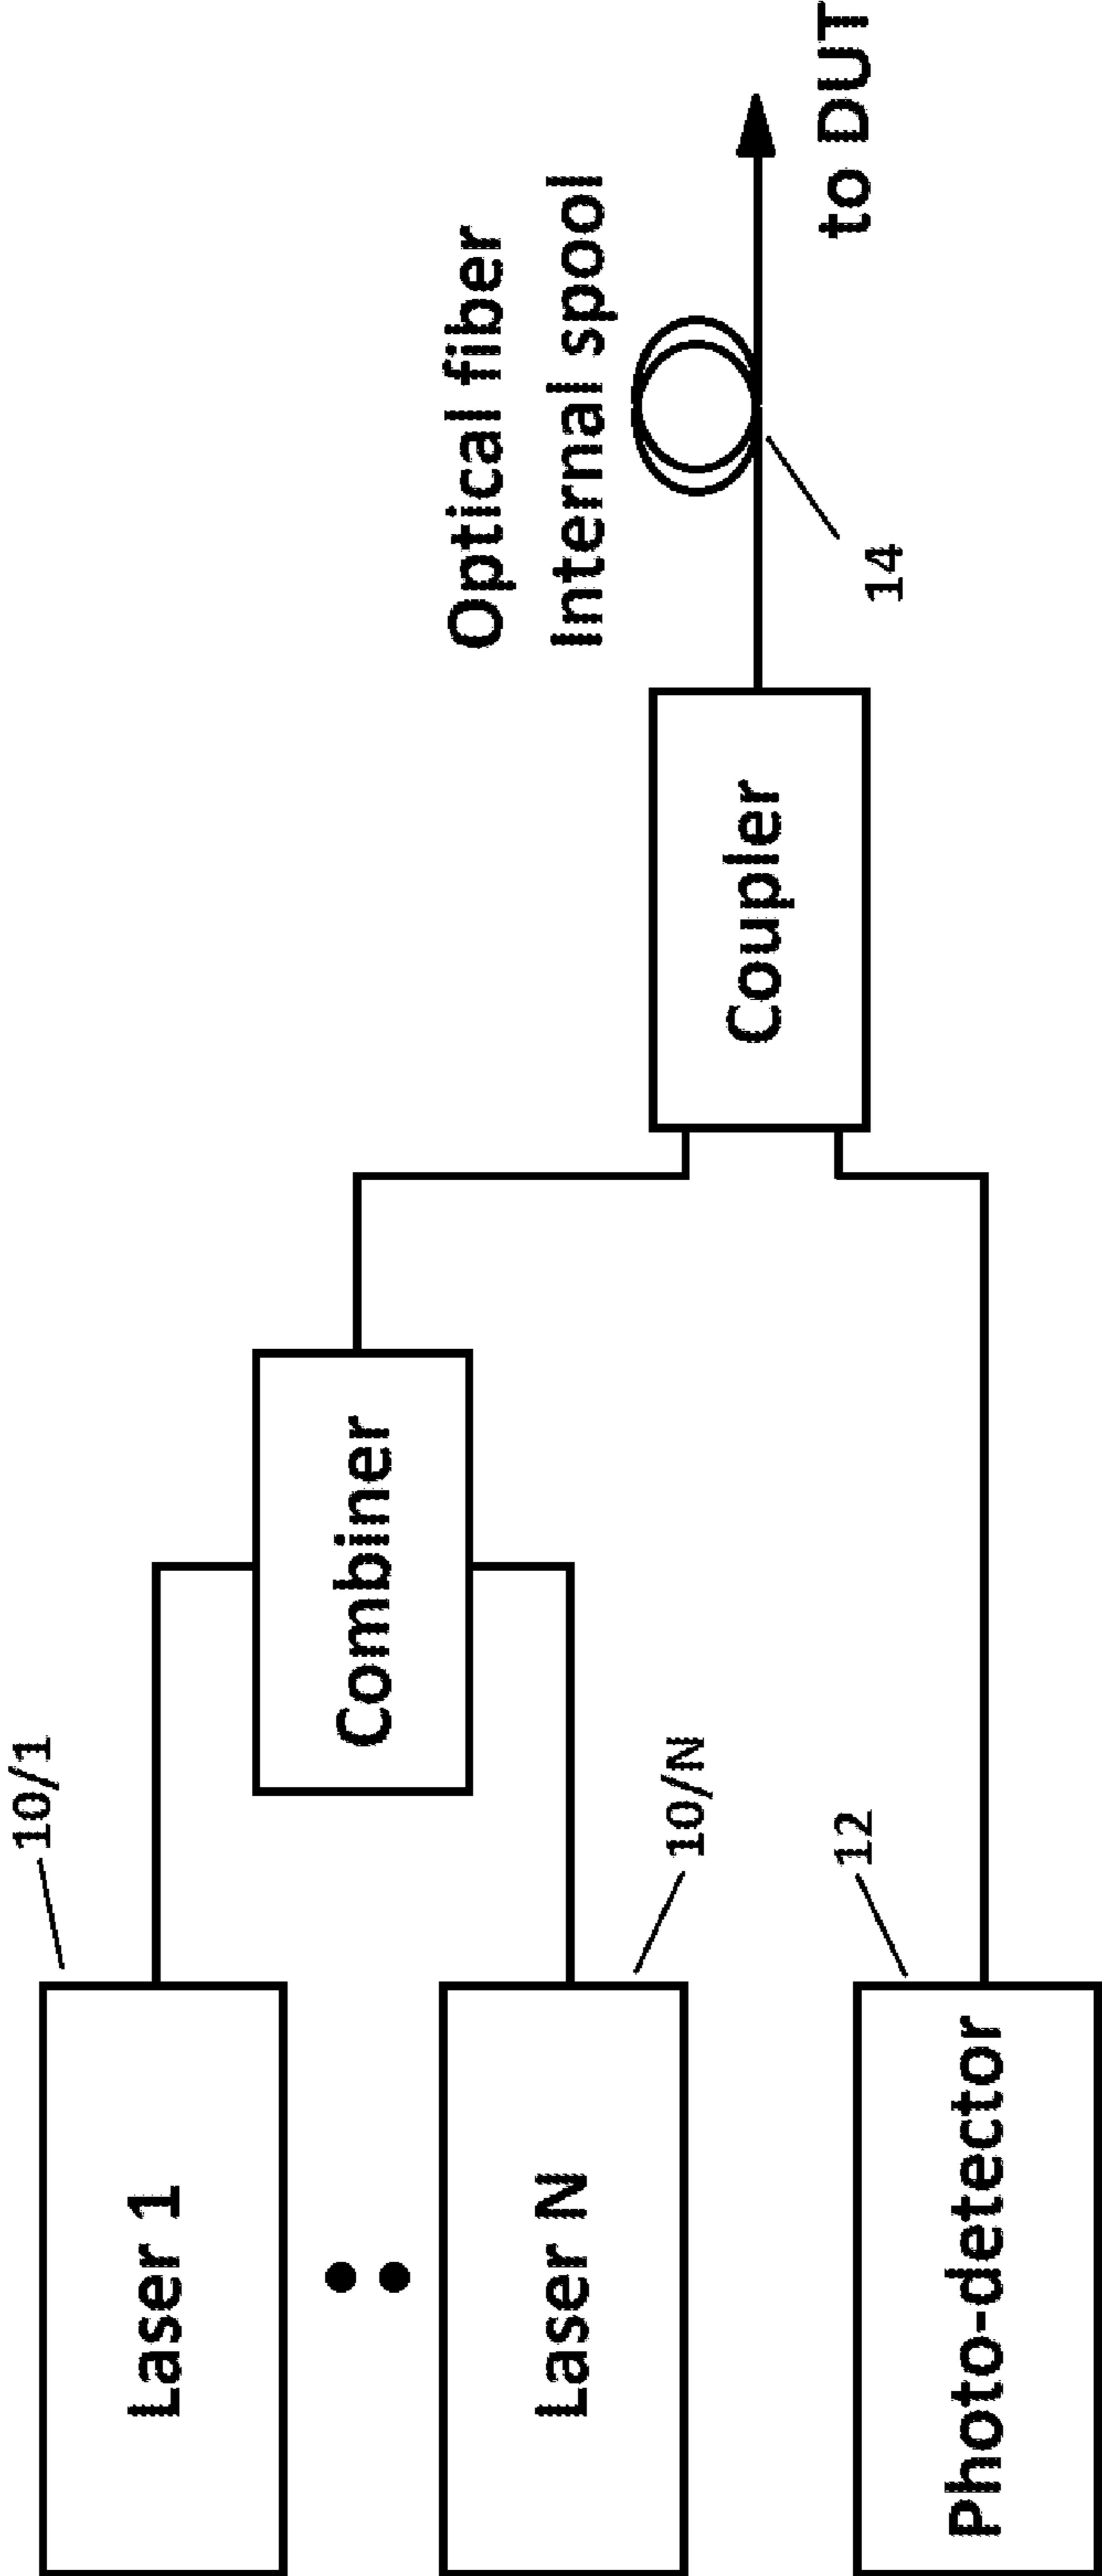 Laser 1
10/1
Laser N
10/N
Photo-detector
12
Combiner
Coupler
Optical fiber
Internal spool
14
to DUT